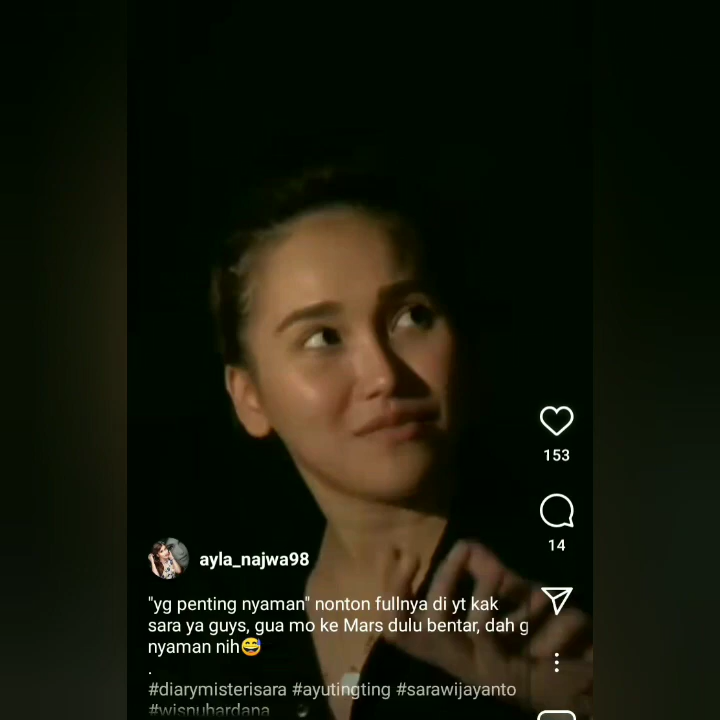 153
14
ayla_najwa98
"yg penting nyaman" nonton fullnya di yt kak
sara ya guys, gua mo ke Mars dulu bentar, dah g
nyaman nih😅
.
#diarymisterisara #ayutingting #sarawijayanto
#wisnuhardana